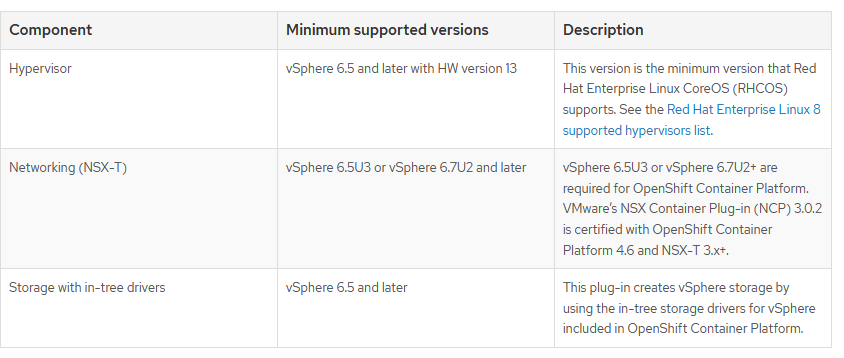 Component Minimum supported versions Description
Hypervisor vSphere 6.5 and later with HW version 13 This version is the minimum version that Red
Hat Enterprise Linux CoreOS (RHCOS)
supports. See the Red Hat Enterprise Linux 8
supported hypervisors list.
Networking (NSX-T) vSphere 6.5U3 or vSphere 6.7U2 and later vSphere 6.5U3 or vSphere 6.7U2+ are
required for OpenShift Container Platform.
VMware’s NSX Container Plug-in (NCP) 3.0.2
is certified with OpenShift Container
Platform 4.6 and NSX-T 3.x+.
Storage with in-tree drivers vSphere 6.5 and later This plug-in creates vSphere storage by
using the in-tree storage drivers for vSphere
included in OpenShift Container Platform.